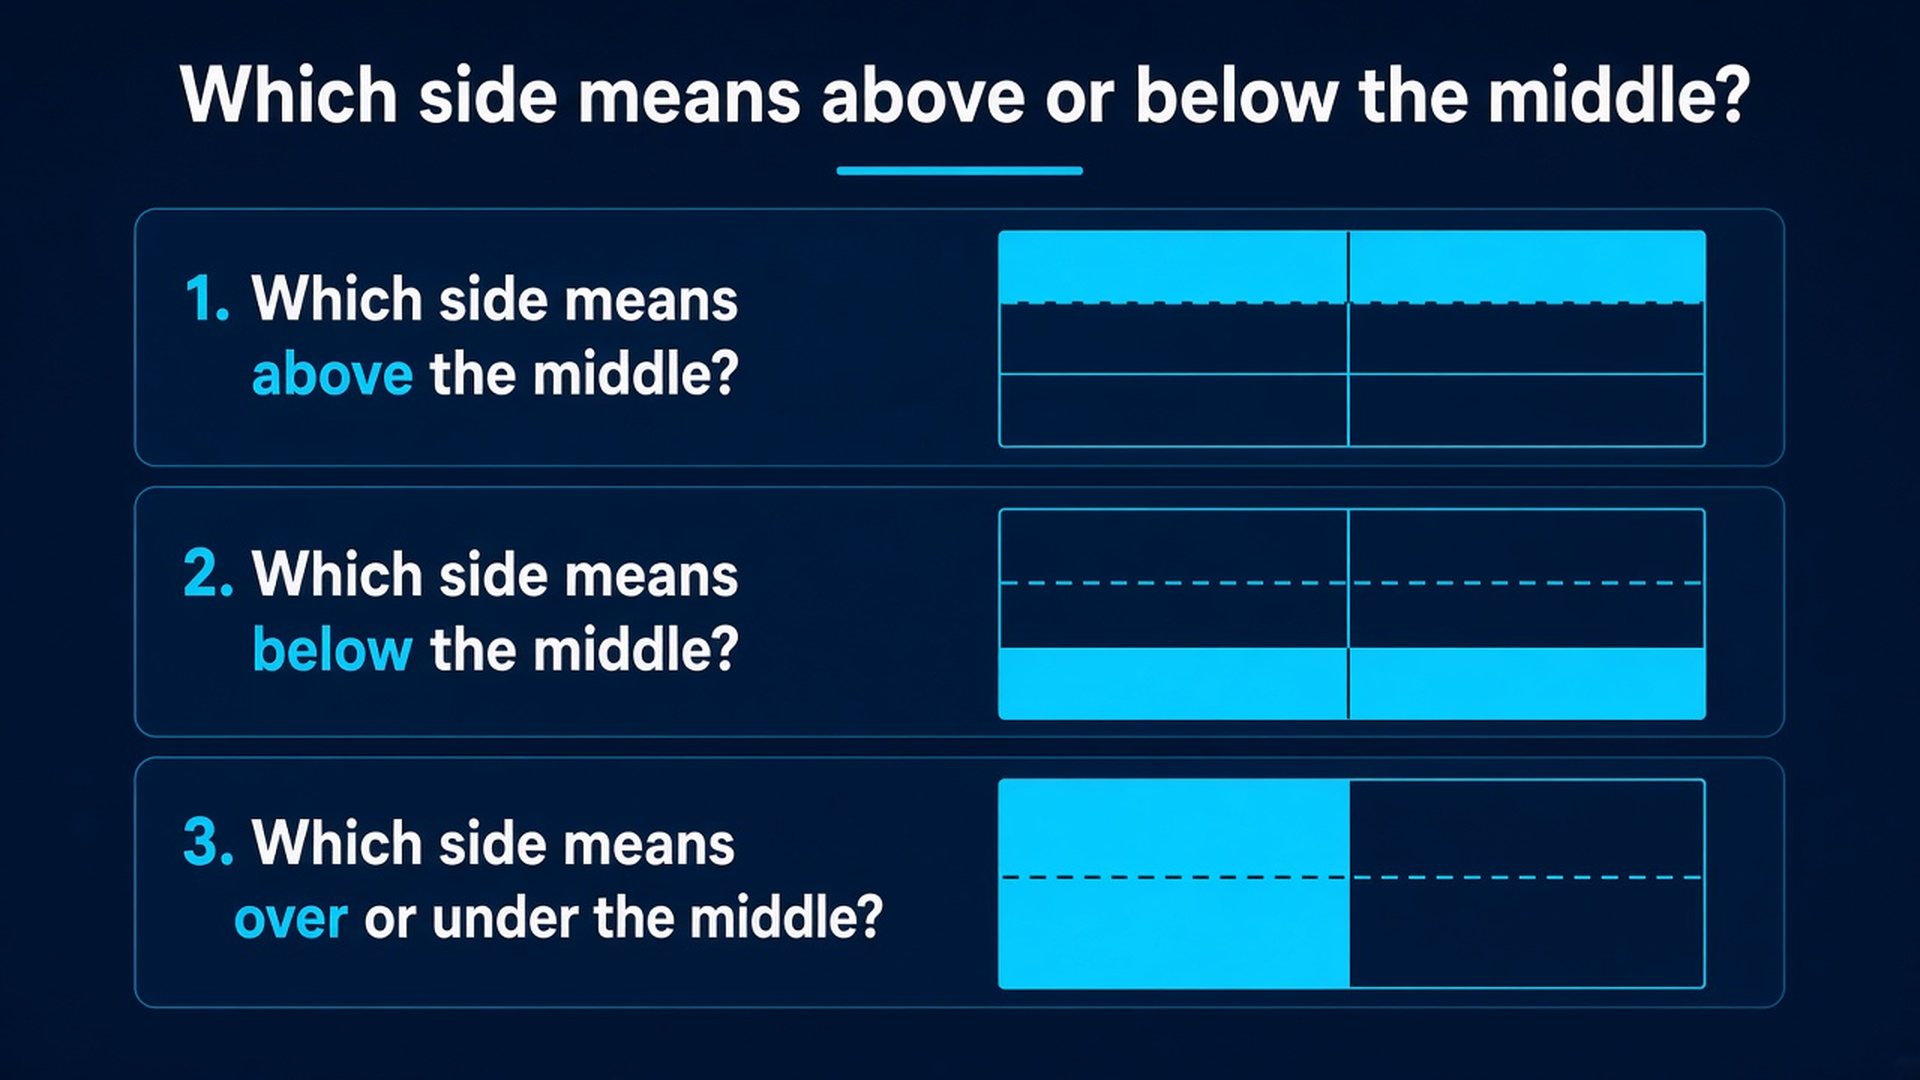 Which side means above or below the middle?
1. Which side means
above the middle?
2. Which side means
below the middle?
3. Which side means
over or under the middle?